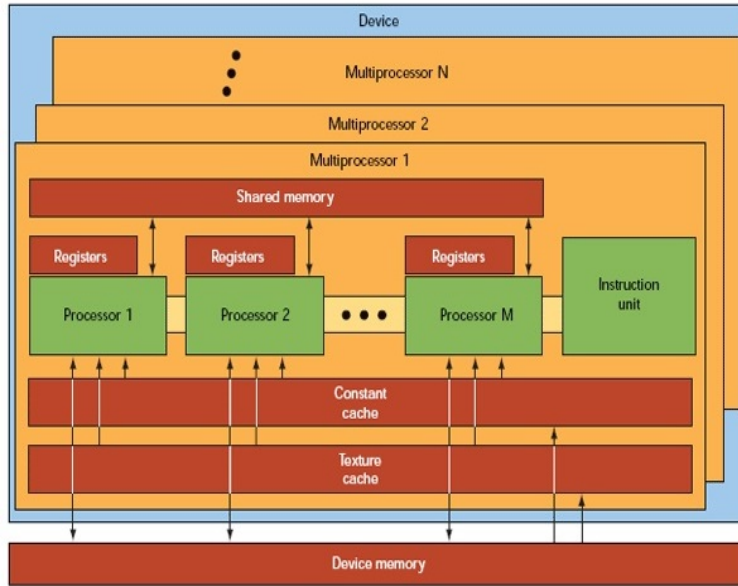 Device
Multiprocessor N
Multiprocessor 2
Multiprocessor 1
Shared memory
Registers
Registers
Registers
Processor 1
Processor 2
Processor M
Instruction
unit
Constant
cache
Texture
cache
Device memory